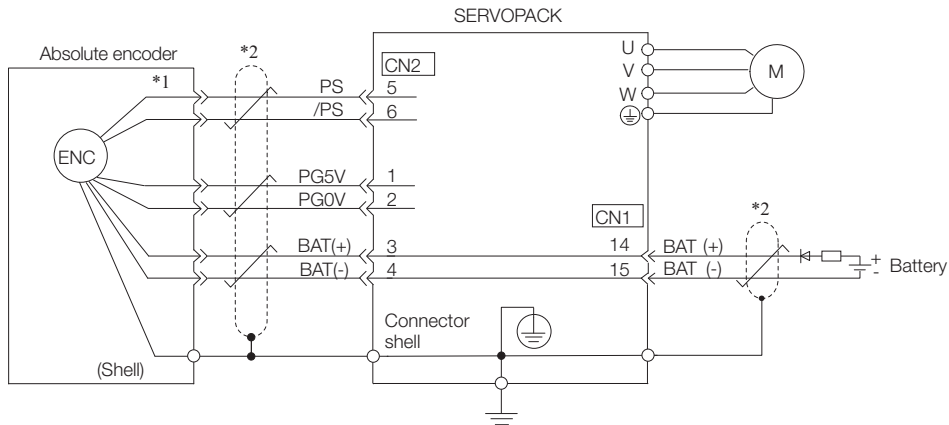 SERVOPACK
Absolute encoder
*2
*1
CN2
U
V
W
M
PS
5
/PS
6
ENC
PG5V
1
PG0V
2
CN1
*2
BAT(+)
3
14
BAT (+)
BAT(-)
4
15
BAT (-)
+
-
Battery
Connector
shell
(Shell)